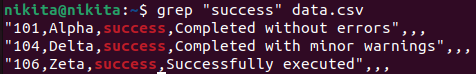 nikita@nikita:~$ grep "success" data.csv
"101,Alpha,success,Completed without errors",,,
"104,Delta,success,Completed with minor warnings",,,
"106,Zeta,success,Successfully executed",,,